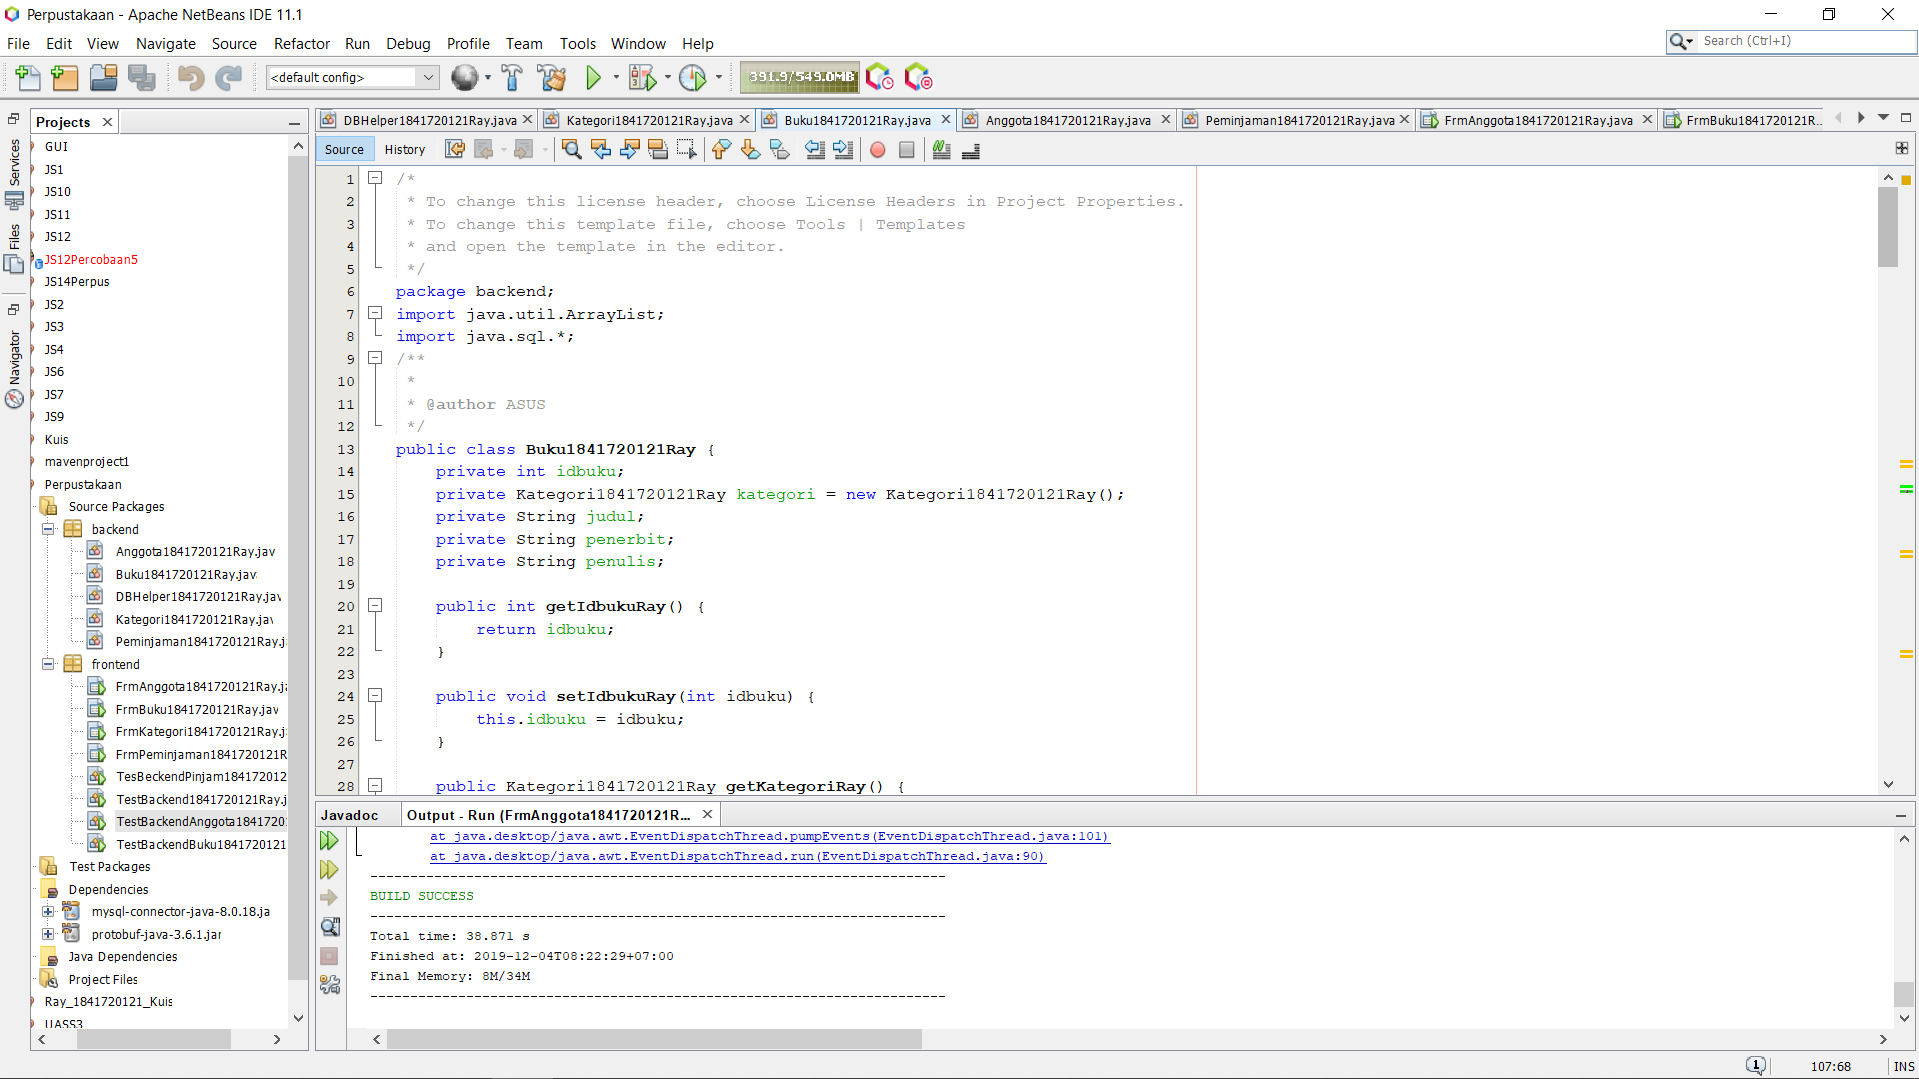 Perpustakaan - Apache NetBeans IDE 11.1
File Edit View Navigate Source Refactor Run Debug Profile Team Tools Window Help
Search (Ctrl+I)
<default config>
391.9/549.0MB
Services
Files
Navigator
Projects
GUI
JS1
JS10
JS11
JS12
JS12Percobaan5
JS14Perpus
JS2
JS3
JS4
JS6
JS7
JS9
Kuis
mavenproject1
Perpustakaan
Source Packages
backend
Anggota1841720121Ray.jav
Buku1841720121Ray.java
DBHelper1841720121Ray.jav
Kategori1841720121Ray.jav
Peminjaman1841720121Ray.j
frontend
FrmAnggota1841720121Ray.j
FrmBuku1841720121Ray.jav
FrmKategori1841720121Ray.j
FrmPeminjaman1841720121R
TesBeckendPinjam184172012
TestBackend1841720121Ray.j
TestBackendAnggota1841720
TestBackendBuku1841720121
Test Packages
Dependencies
mysql-connector-java-8.0.18.ja
protobuf-java-3.6.1.jar
Java Dependencies
Project Files
Ray_1841720121_Kuis
UASS3
DBHelper1841720121Ray.java Kategori1841720121Ray.java Buku1841720121Ray.java Anggota1841720121Ray.java Peminjaman1841720121Ray.java FrmAnggota1841720121Ray.java FrmBuku1841720121R...
Source History
1 /*
2 * To change this license header, choose License Headers in Project Properties.
3 * To change this template file, choose Tools | Templates
4 * and open the template in the editor.
5 */
6 package backend;
7 import java.util.ArrayList;
8 import java.sql.*;
9 /**
10 *
11 * @author ASUS
12 */
13 public class Buku1841720121Ray {
14 private int idbuku;
15 private Kategori1841720121Ray kategori = new Kategori1841720121Ray();
16 private String judul;
17 private String penerbit;
18 private String penulis;
19
20 public int getIdbukuRay() {
21 return idbuku;
22 }
23
24 public void setIdbukuRay(int idbuku) {
25 this.idbuku = idbuku;
26 }
27
28 public Kategori1841720121Ray getKategoriRay() {
Javadoc Output - Run (FrmAnggota1841720121R...
at java.desktop/java.awt.EventDispatchThread.pumpEvents(EventDispatchThread.java:101)
at java.desktop/java.awt.EventDispatchThread.run(EventDispatchThread.java:90)
------------------------------------------------------------------------
BUILD SUCCESS
------------------------------------------------------------------------
Total time: 38.871 s
Finished at: 2019-12-04T08:22:29+07:00
Final Memory: 8M/34M
------------------------------------------------------------------------
1 107:68 INS